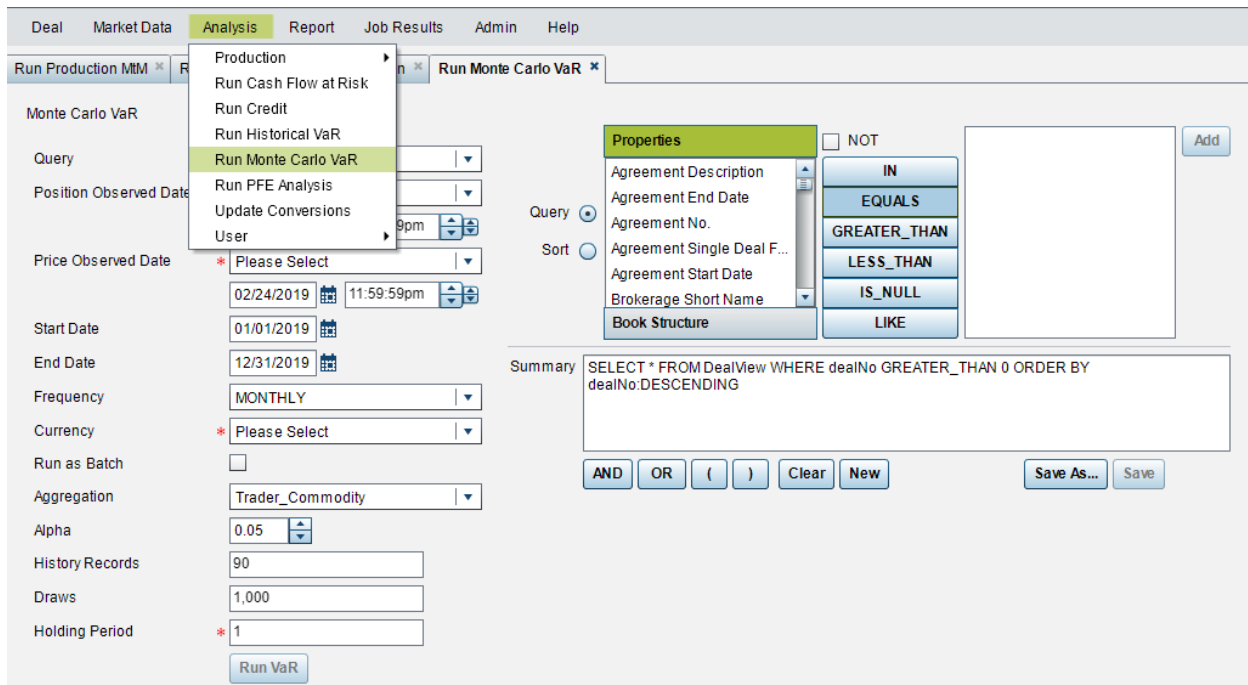 Deal Market Data Analysis Report Job Results Admin Help
Run Production MtM × R n × Run Monte Carlo VaR ×
Production
Run Cash Flow at Risk
Run Credit
Run Historical VaR
Run Monte Carlo VaR
Run PFE Analysis
Update Conversions
User
Monte Carlo VaR
Query
Position Observed Date
9pm
Price Observed Date * Please Select
02/24/2019 11:59:59pm
Start Date 01/01/2019
End Date 12/31/2019
Frequency MONTHLY
Currency * Please Select
Run as Batch
Aggregation Trader_Commodity
Alpha 0.05
History Records 90
Draws 1,000
Holding Period * 1
Run VaR
Query
Sort
Properties
Agreement Description
Agreement End Date
Agreement No.
Agreement Single Deal F...
Agreement Start Date
Brokerage Short Name
Book Structure
NOT
IN
EQUALS
GREATER_THAN
LESS_THAN
IS_NULL
LIKE
Add
Summary SELECT * FROM DealView WHERE dealNo GREATER_THAN 0 ORDER BY
dealNo:DESCENDING
AND OR ( ) Clear New Save As... Save